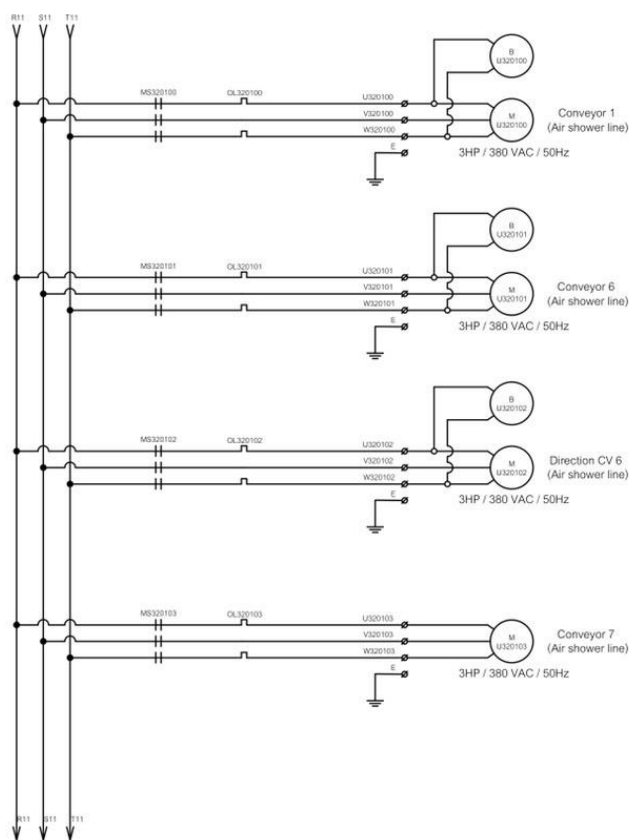 R11 S11 T11
B
U320100
MS320100 OL320100 U320100
V320100
M
U320100
Conveyor 1
(Air shower line)
W320100
E
3HP / 380 VAC / 50Hz
B
U320101
MS320101 OL320101 U320101
V320101
M
U320101
Conveyor 6
(Air shower line)
W320101
E
3HP / 380 VAC / 50Hz
B
U320102
MS320102 OL320102 U320102
V320102
M
U320102
Direction CV 6
(Air shower line)
W320102
E
3HP / 380 VAC / 50Hz
MS320103 OL320103 U320103
V320103
M
U320103
Conveyor 7
(Air shower line)
W320103
E
3HP / 380 VAC / 50Hz
R11 S11 T11